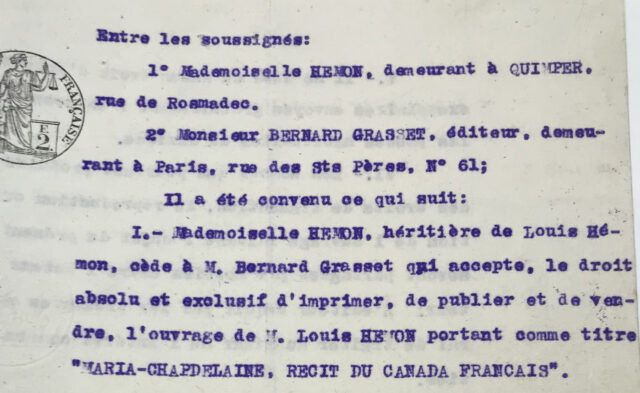 Entre les soussignés:
1° Mademoiselle HEMON, demeurant à QUIMPER,
rue de Rosmadec.
2° Monsieur BERNARD GRASSET, éditeur, demeu-
rant à Paris, rue des Sts Pères, N° 61;
Il a été convenu ce qui suit:
I.- Mademoiselle HEMON, héritière de Louis Hé-
mon, cède à M. Bernard Grasset qui accepte, le droit
absolu et exclusif d'imprimer, de publier et de ven-
dre, l'ouvrage de M. Louis HEMON portant comme titre
"MARIA-CHAPDELAINE, RECIT DU CANADA FRANCAIS".
FRANÇAISE
2